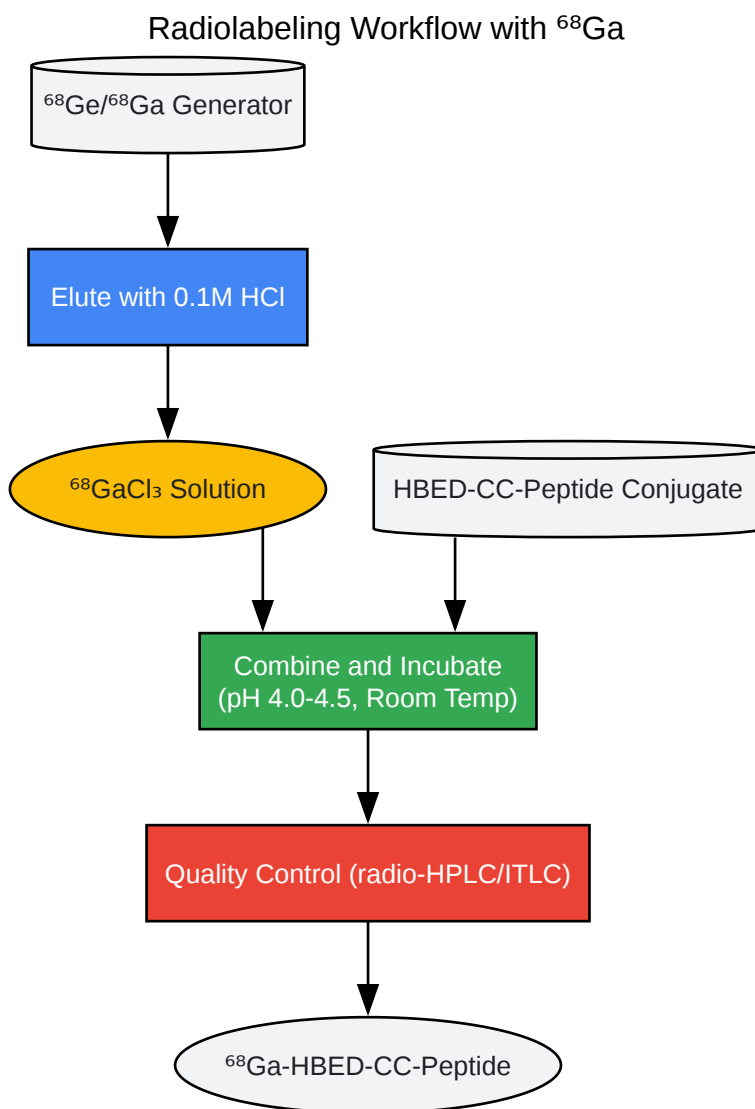 Radiolabeling Workflow with ⁶⁸Ga
⁶⁸Ge/⁶⁸Ga Generator
Elute with 0.1M HCl
⁶⁸GaCl₃ Solution
HBED-CC-Peptide Conjugate
Combine and Incubate
(pH 4.0-4.5, Room Temp)
Quality Control (radio-HPLC/ITLC)
⁶⁸Ga-HBED-CC-Peptide